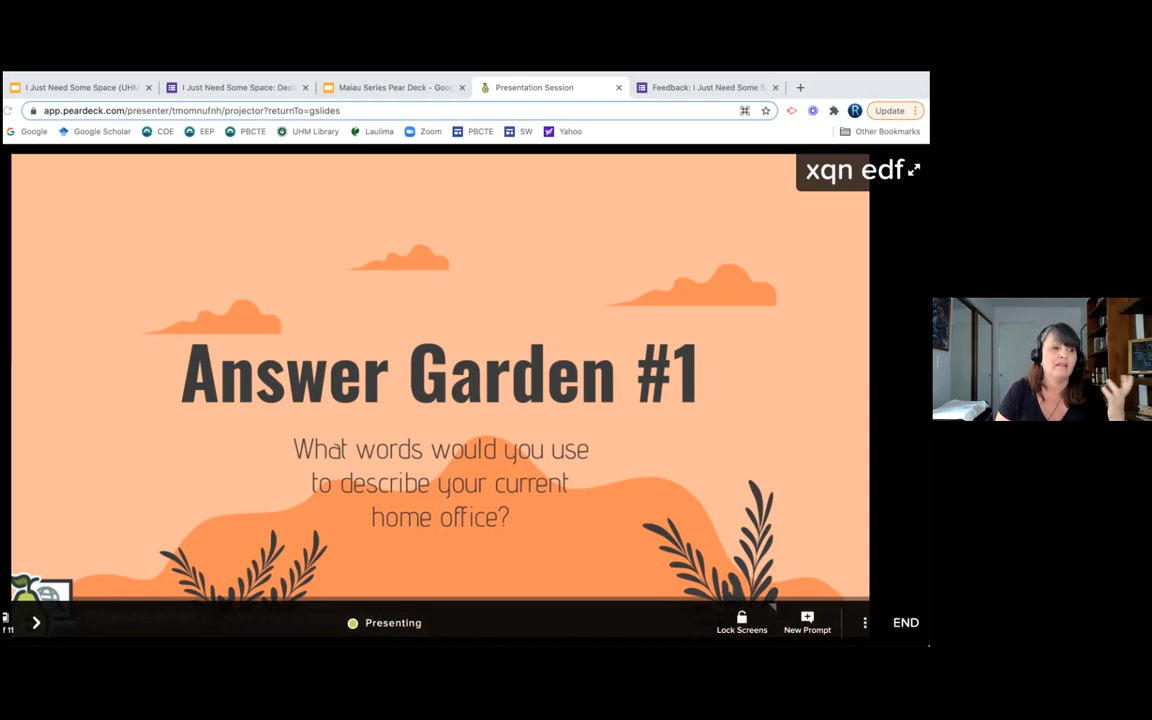 I Just Need Some Space (UHM
I Just Need Some Space: Dec
Maiau Series Pear Deck - Goo
Presentation Session
Feedback: I Just Need Some S
app.peardeck.com/presenter/tmomnufnh/projector?returnTo=gslides
R
Update
Google
Google Scholar
COE
EEP
PBCTE
UHM Library
Laulima
Zoom
PBCTE
SW
Yahoo
Other Bookmarks
xqn edf
Answer Garden #1
What words would you use
to describe your current
home office?
of 11
Presenting
Lock Screens
New Prompt
END